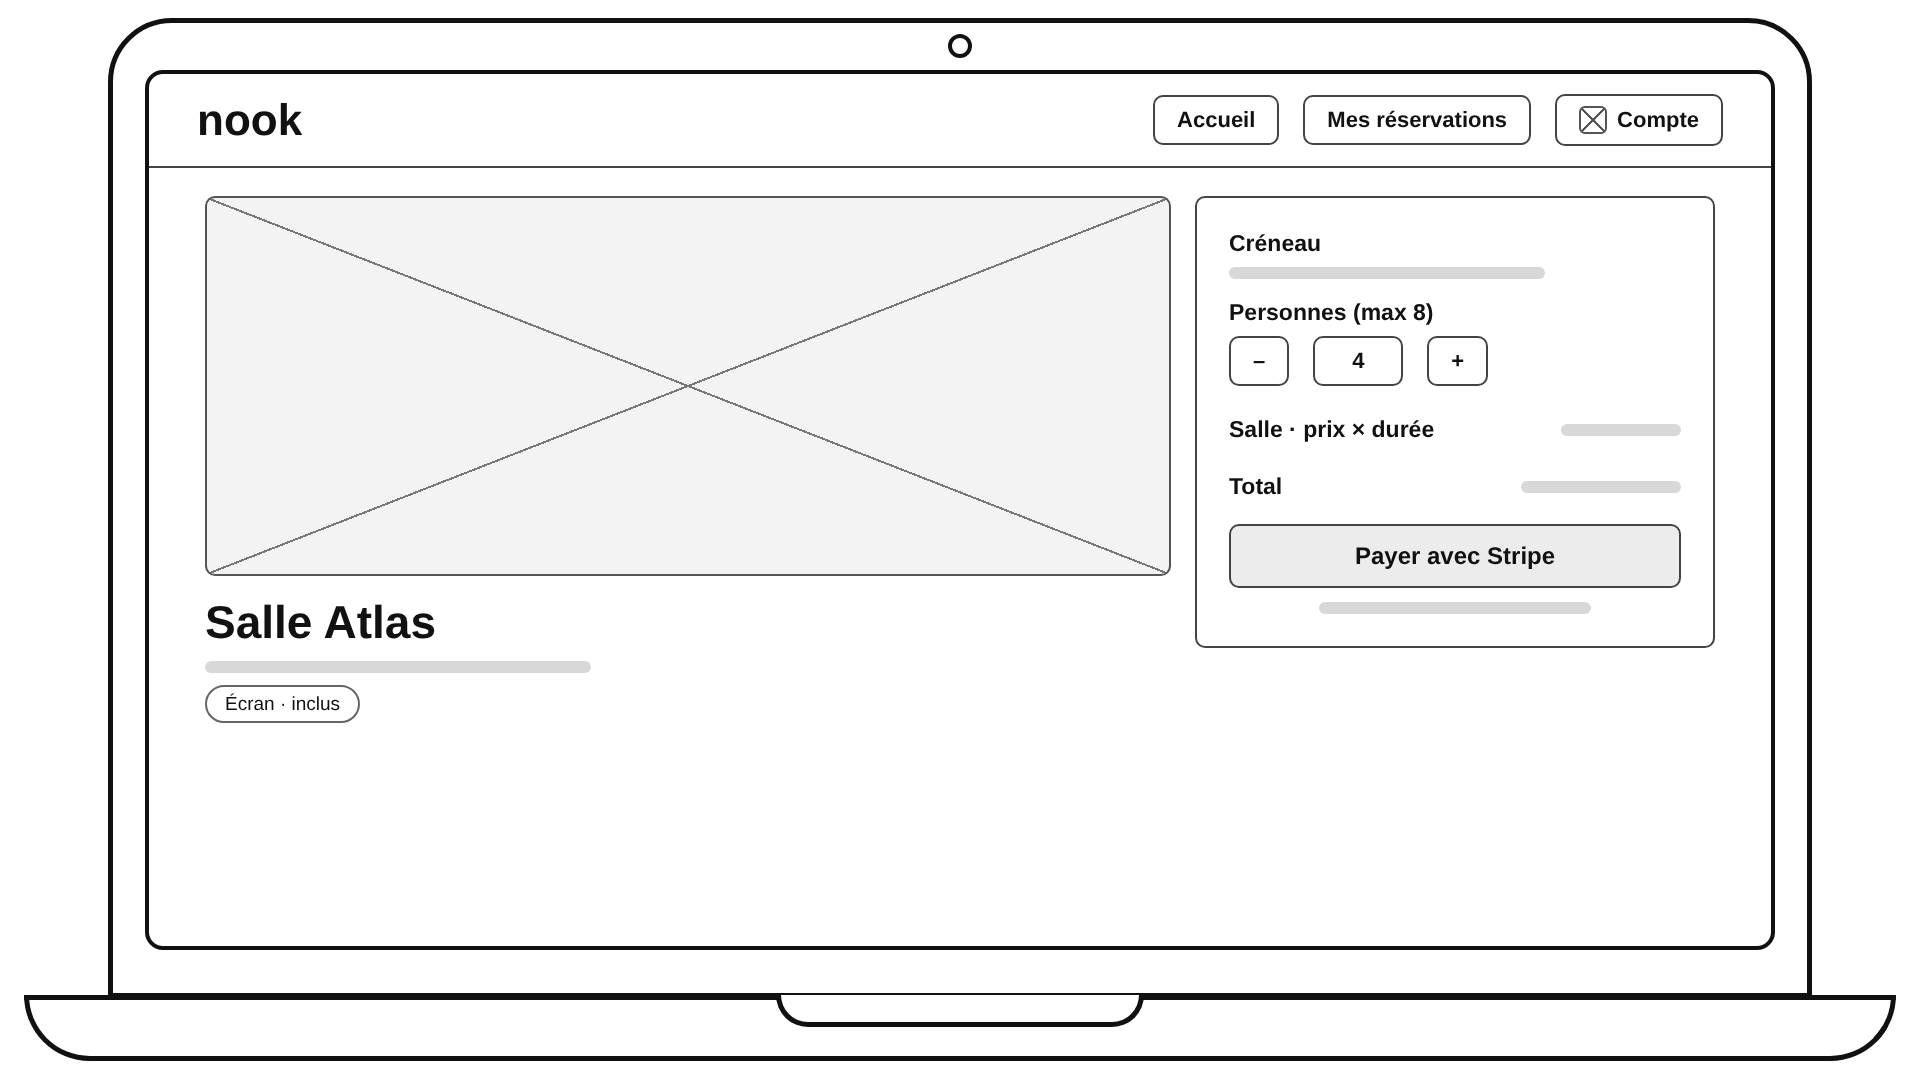 nook
Accueil
Mes réservations
Compte
Créneau
Personnes (max 8)
–
4
+
Salle · prix × durée
Total
Payer avec Stripe
Salle Atlas
Écran · inclus